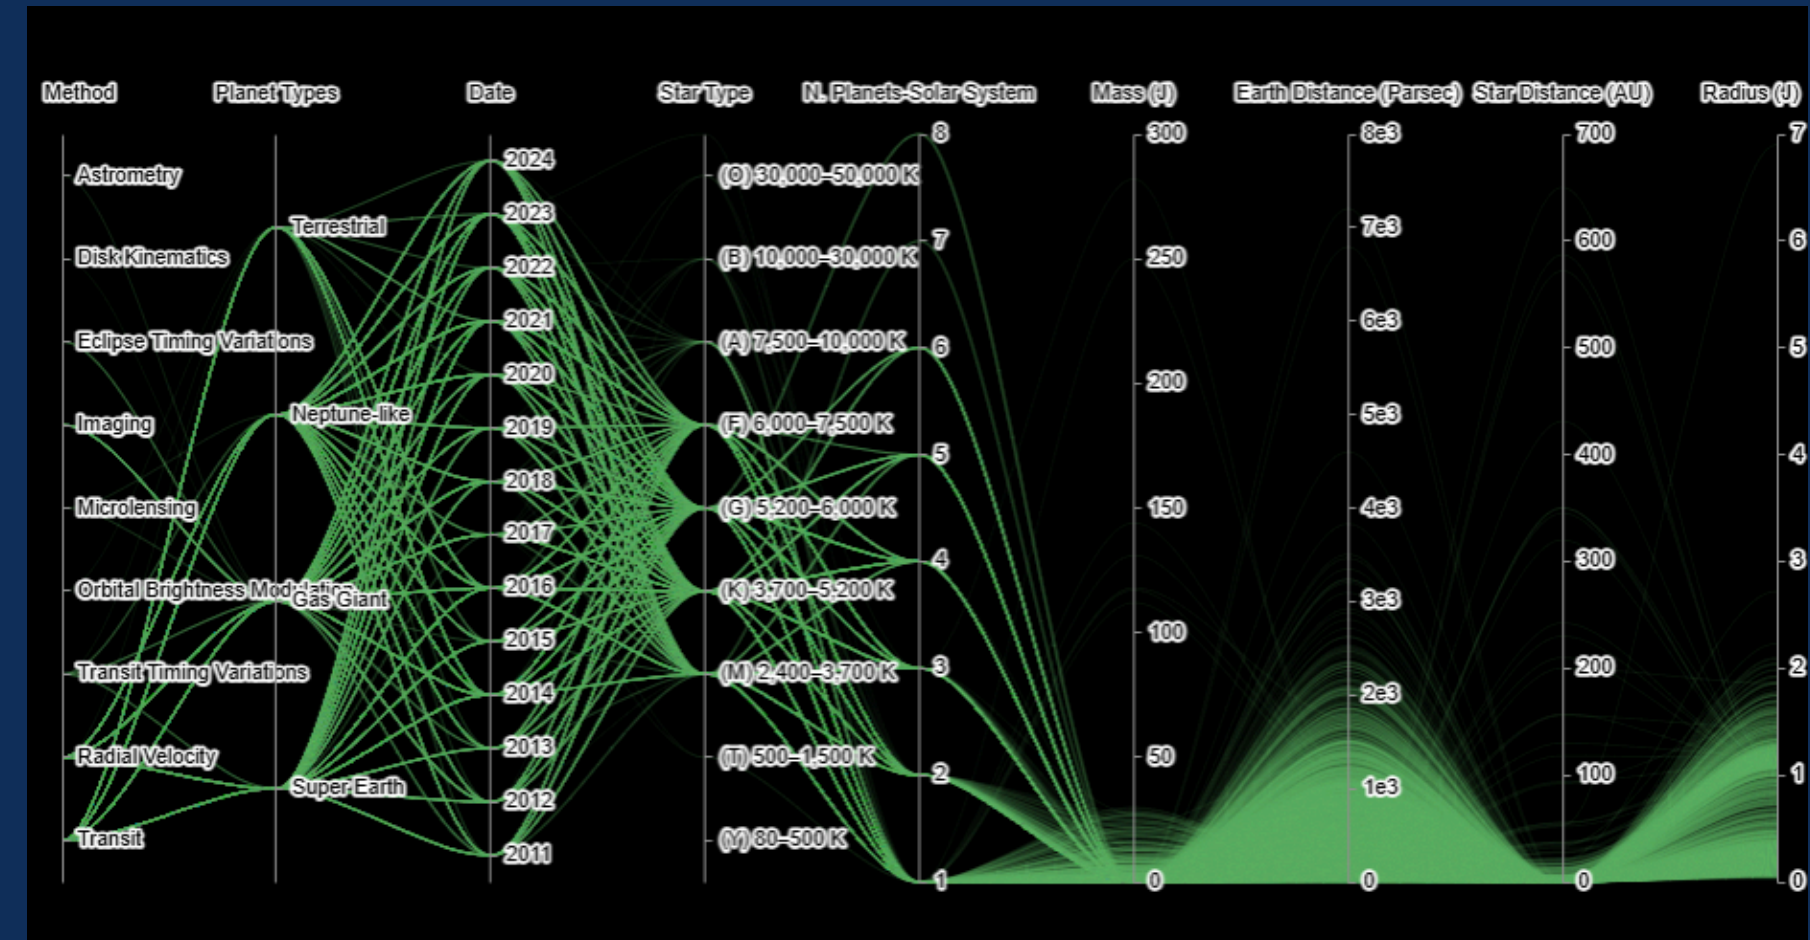 Method
Planet Types
Date
Star Type
N. Planets-Solar System
Mass (J)
Earth Distance (Parsec)
Star Distance (AU)
Radius (J)
Astrometry
Disk Kinematics
Eclipse Timing Variations
Imaging
Microlensing
Orbital Brightness Modulation
Transit Timing Variations
Radial Velocity
Transit
Terrestrial
Neptune-like
Gas Giant
Super Earth
2024
2023
2022
2021
2020
2019
2018
2017
2016
2015
2014
2013
2012
2011
(O) 30,000–50,000 K
(B) 10,000–30,000 K
(A) 7,500–10,000 K
(F) 6,000–7,500 K
(G) 5,200–6,000 K
(K) 3,700–5,200 K
(M) 2,400–3,700 K
(T) 500–1,500 K
(Y) 80–500 K
8
7
6
5
4
3
2
1
300
250
200
150
100
50
0
8e3
7e3
6e3
5e3
4e3
3e3
2e3
1e3
0
700
600
500
400
300
200
100
0
7
6
5
4
3
2
1
0